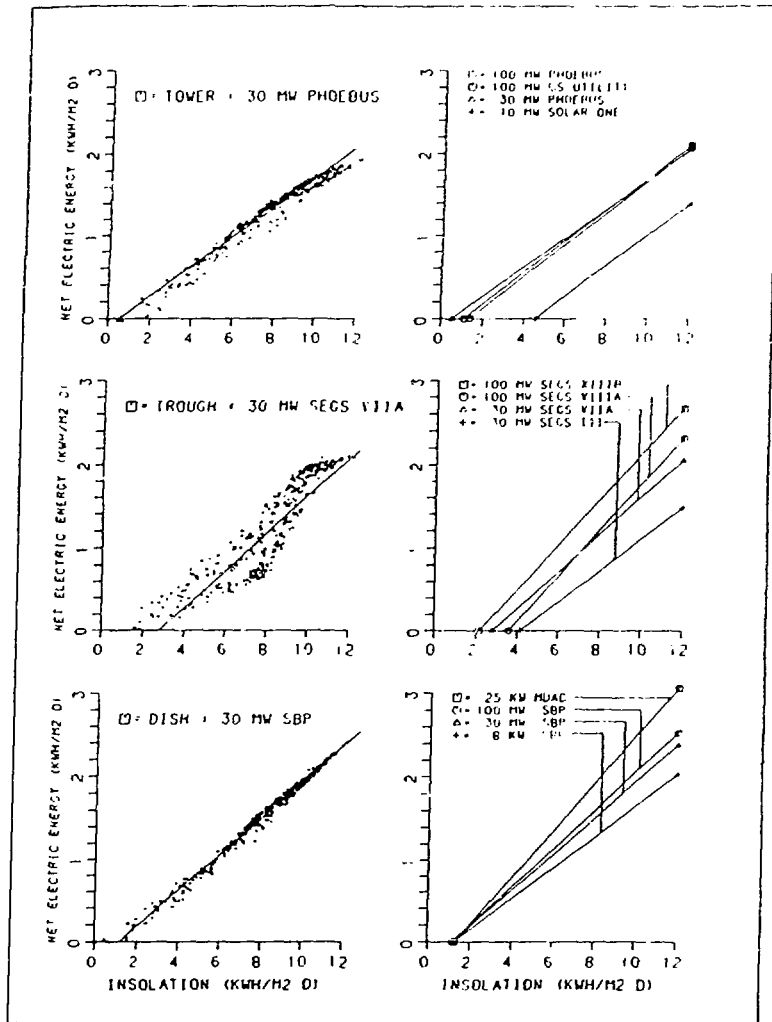 NET ELECTRIC ENERGY (KWH/M2 D)
3
2
1
0
= TOWER : 30 MW PHOEBUS
0 2 4 6 8 10 12
3
2
1
0
= 100 MW PHOEBUS
= 100 MW SS UTILITY
= 30 MW PHOEBUS
+ = 10 MW SOLAR ONE
0 2 4 6 8 10 12
NET ELECTRIC ENERGY (KWH/M2 D)
3
2
1
0
= TROUGH : 30 MW SEGS VIIA
0 2 4 6 8 10 12
3
2
1
0
= 100 MW SEGS
= 100 MW SEGS VIIIA
= 30 MW SEGS VIIA
+ = 30 MW SEGS III
0 2 4 6 8 10 12
NET ELECTRIC ENERGY (KWH/M2 D)
3
2
1
0
= DISH : 30 MW SBP
0 2 4 6 8 10 12
INSOLATION (KWH/M2 D)
3
2
1
0
= 25 KW MDAC
= 100 MW SBP
= 30 MW SBP
+ = 8 KW
0 2 4 6 8 10 12
INSOLATION (KWH/M2 D)